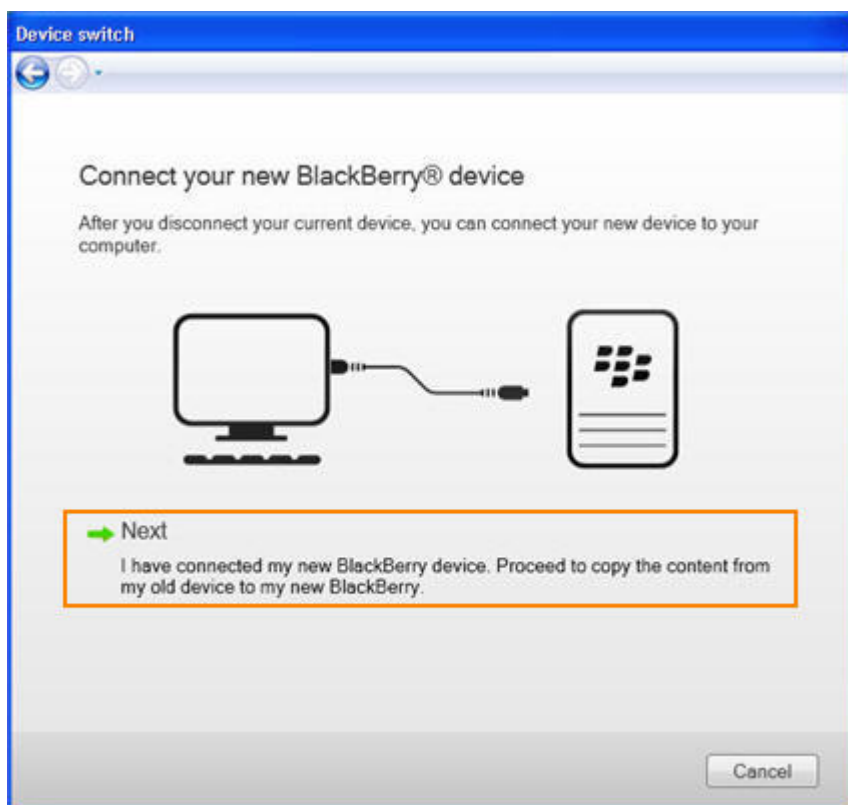 Device switch
Connect your new BlackBerry® device
After you disconnect your current device, you can connect your new device to your
computer.
Next
I have connected my new BlackBerry device. Proceed to copy the content from
my old device to my new BlackBerry.
Cancel